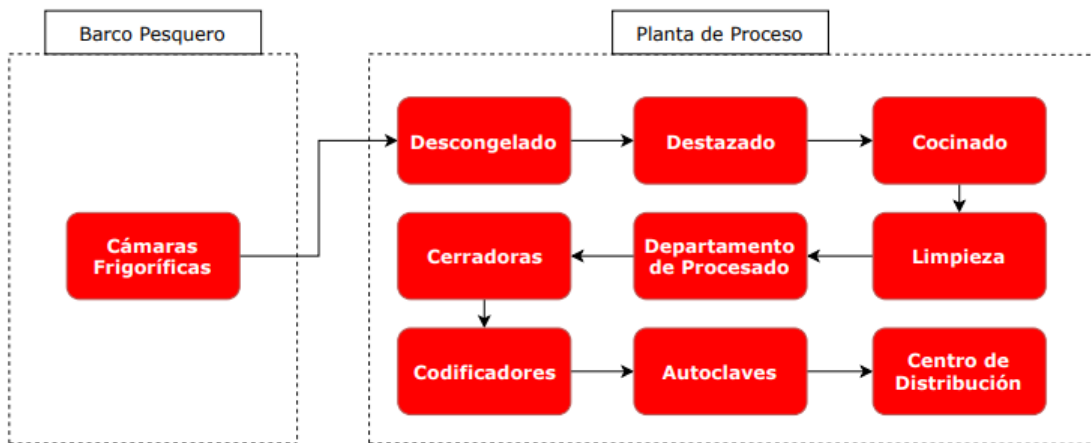 Barco Pesquero
Planta de Proceso
Descongelado
Destazado
Cocinado
Cámaras
Frigoríficas
Cerradoras
Departamento
de Procesado
Limpieza
Codificadores
Autoclaves
Centro de
Distribución